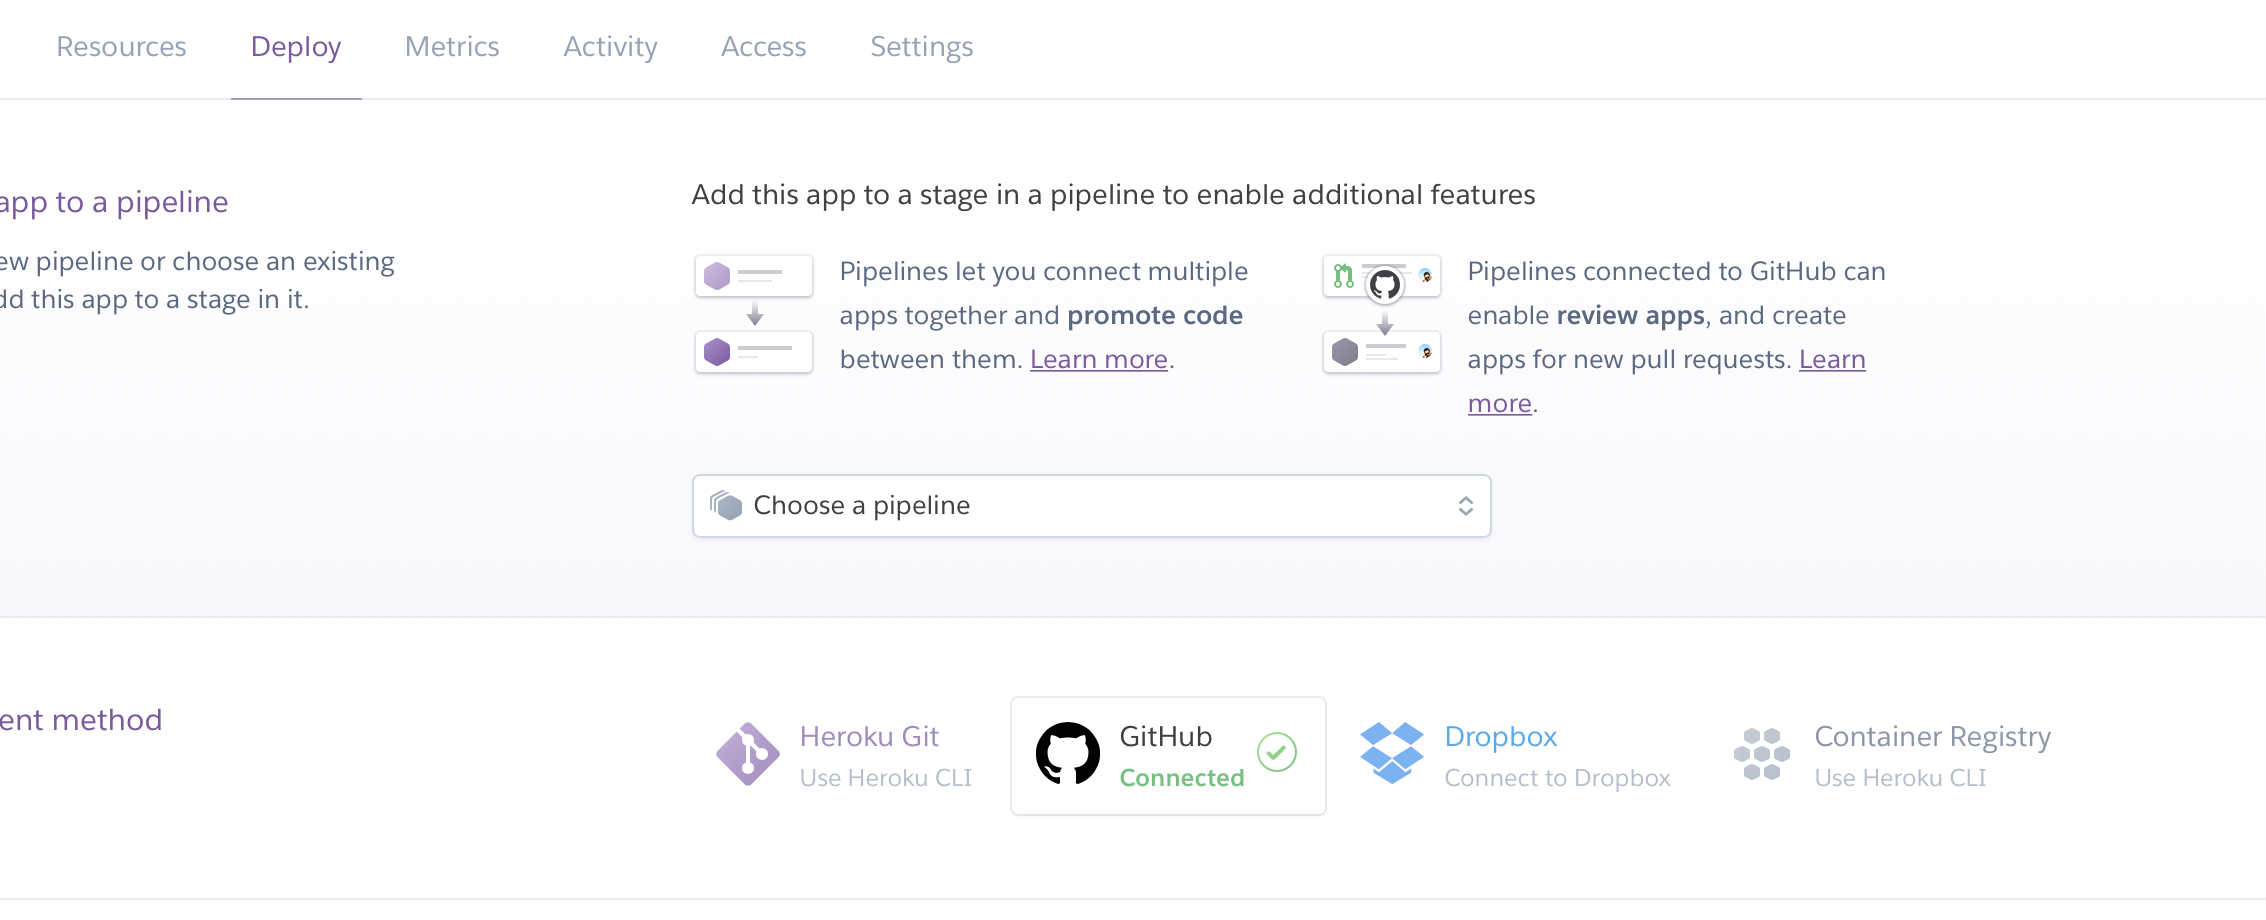 Resources Deploy Metrics Activity Access Settings
app to a pipeline
ew pipeline or choose an existing
dd this app to a stage in it.
Add this app to a stage in a pipeline to enable additional features
Pipelines let you connect multiple
apps together and promote code
between them. Learn more.
Pipelines connected to GitHub can
enable review apps, and create
apps for new pull requests. Learn
more.
Choose a pipeline
ent method
Heroku Git
Use Heroku CLI
GitHub
Connected
Dropbox
Connect to Dropbox
Container Registry
Use Heroku CLI